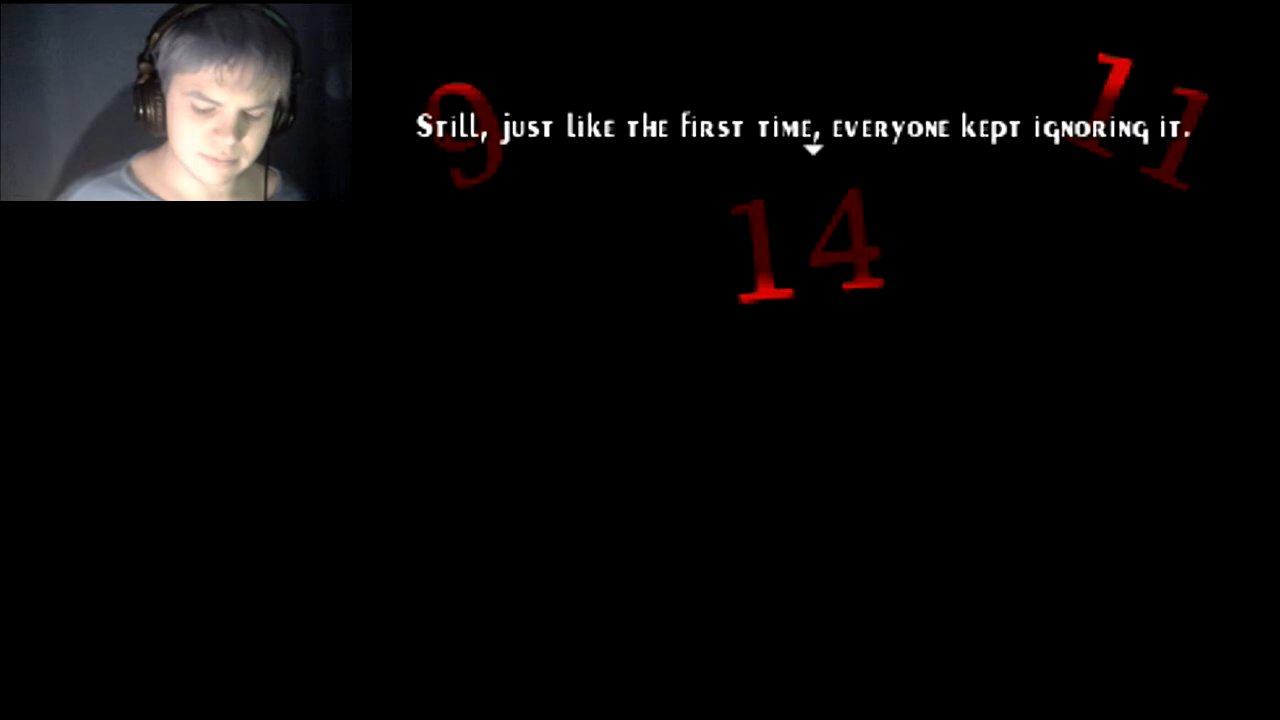 9
11
Still, just like the first time, everyone kept ignoring it.
14